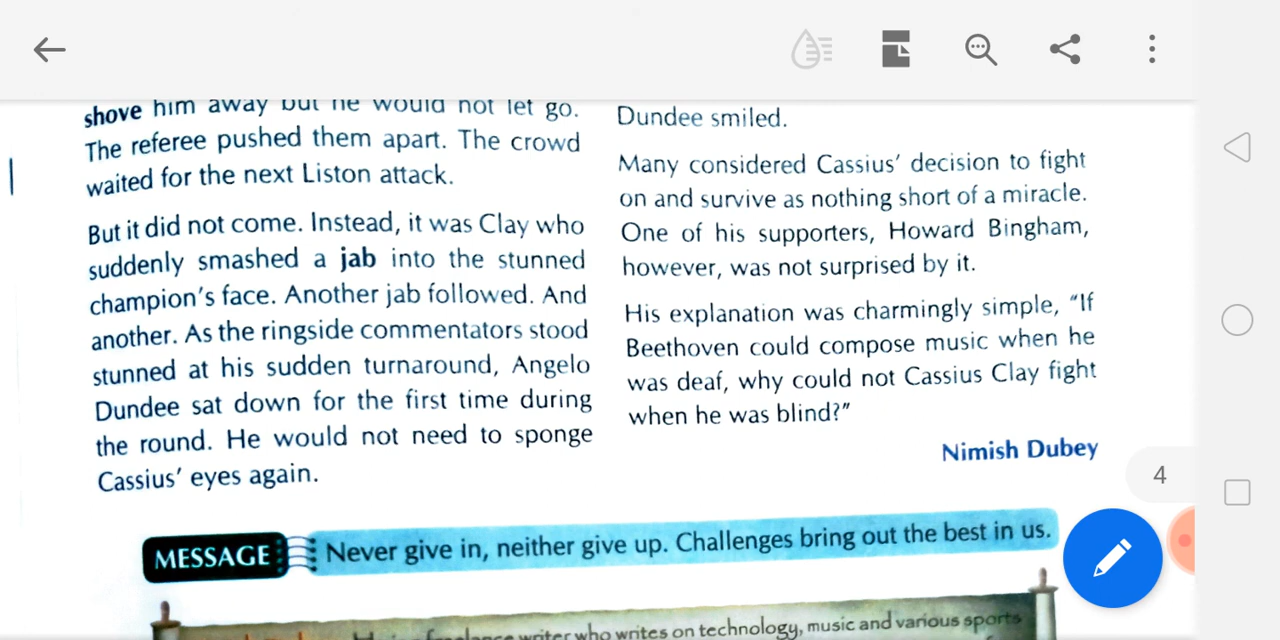 shove him away but he would not let go.
The referee pushed them apart. The crowd
waited for the next Liston attack.
But it did not come. Instead, it was Clay who
suddenly smashed a jab into the stunned
champion's face. Another jab followed. And
another. As the ringside commentators stood
stunned at his sudden turnaround, Angelo
Dundee sat down for the first time during
the round. He would not need to sponge
Cassius' eyes again.
Dundee smiled.
Many considered Cassius' decision to fight
on and survive as nothing short of a miracle.
One of his supporters, Howard Bingham,
however, was not surprised by it.
His explanation was charmingly simple, “If
Beethoven could compose music when he
was deaf, why could not Cassius Clay fight
when he was blind?”
Nimish Dubey
4
MESSAGE Never give in, neither give up. Challenges bring out the best in us.
writer who writes on technology, music and various sports